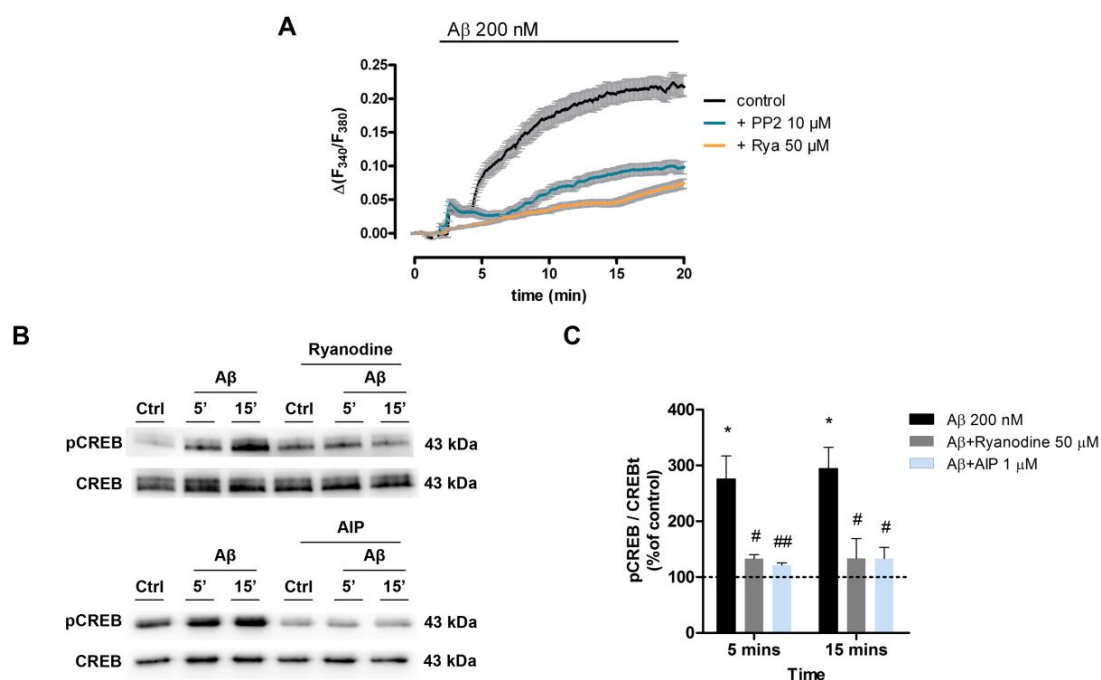 A
Aβ 200 nM
Δ(F340/F380)
0.25
0.20
0.15
0.10
0.05
0.00
0 5 10 15 20
time (min)
control
+ PP2 10 µM
+ Rya 50 µM
B
Ryanodine
Aβ Aβ
Ctrl 5’ 15’ Ctrl 5’ 15’
pCREB 43 kDa
CREB 43 kDa
AIP
Aβ Aβ
Ctrl 5’ 15’ Ctrl 5’ 15’
pCREB 43 kDa
CREB 43 kDa
C
pCREB / CREBt
(%of control)
400
300
200
100
0
* # ## * # #
5 mins 15 mins
Time
Aβ 200 nM
Aβ+Ryanodine 50 µM
Aβ+AIP 1 µM